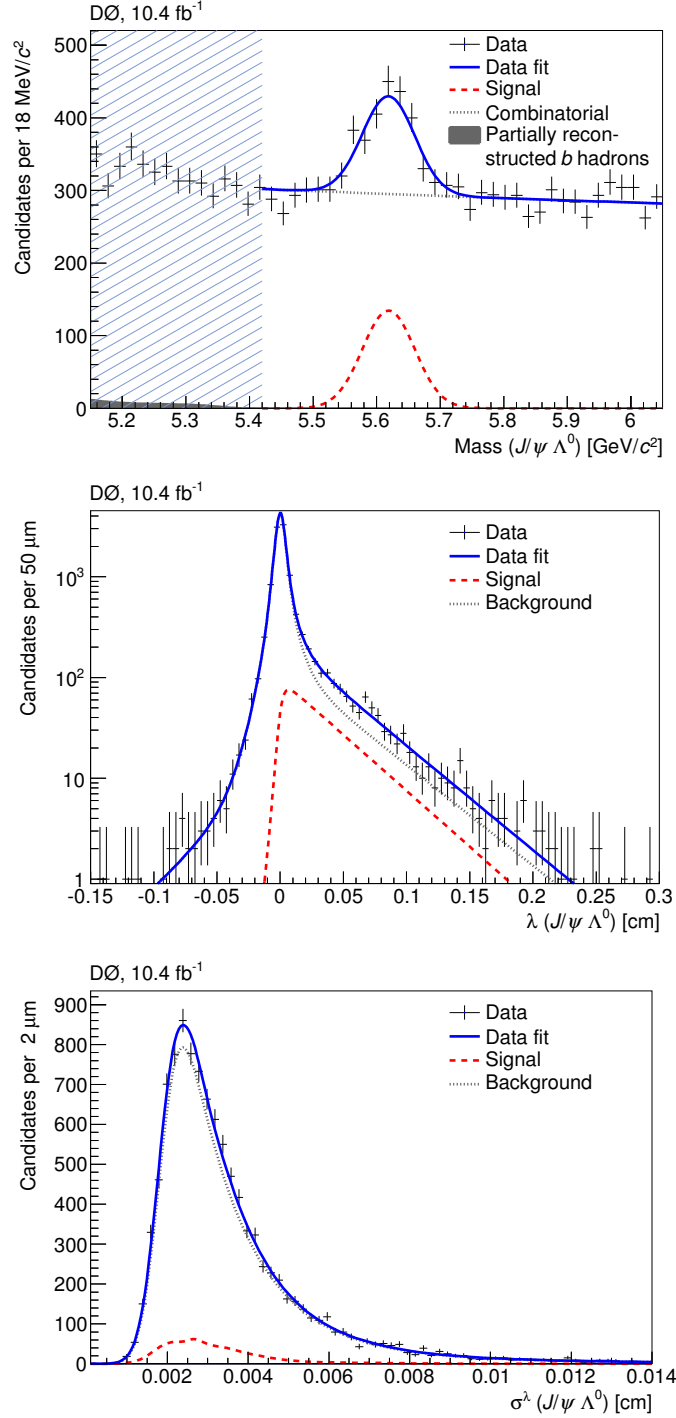 DØ, 10.4 fb⁻¹
Candidates per 18 MeV/c²
500
400
300
200
100
0
Data
Data fit
Signal
Combinatorial
Partially recon-
structed b hadrons
5.2 5.3 5.4 5.5 5.6 5.7 5.8 5.9 6
Mass (J/ψ Λ⁰) [GeV/c²]
DØ, 10.4 fb⁻¹
Candidates per 50 μm
10³
10²
10
1
Data
Data fit
Signal
Background
-0.15 -0.1 -0.05 0 0.05 0.1 0.15 0.2 0.25 0.3
λ (J/ψ Λ⁰) [cm]
DØ, 10.4 fb⁻¹
Candidates per 2 μm
900
800
700
600
500
400
300
200
100
0
Data
Data fit
Signal
Background
0.002 0.004 0.006 0.008 0.01 0.012 0.014
σ^λ (J/ψ Λ⁰) [cm]